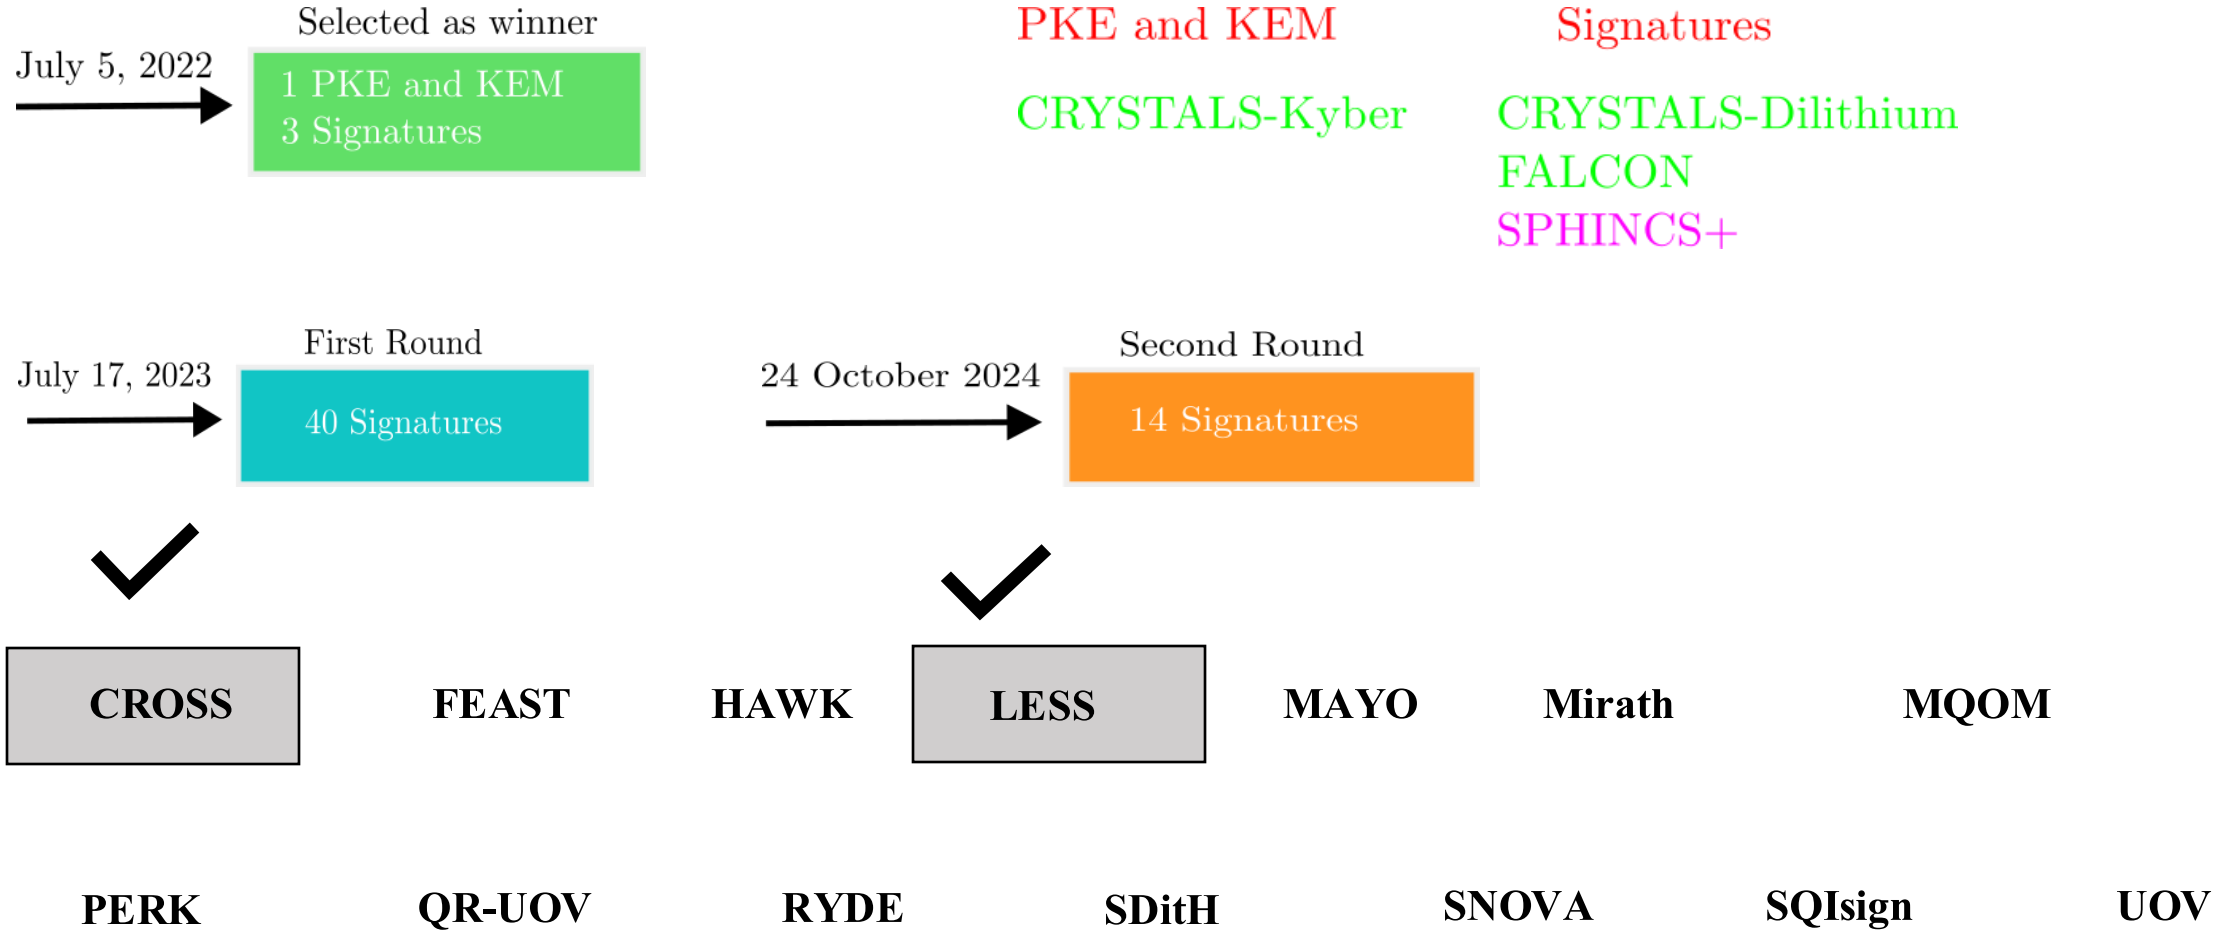 Selected as winner
July 5, 2022
1 PKE and KEM
3 Signatures
PKE and KEM
Signatures
CRYSTALS-Kyber
CRYSTALS-Dilithium
FALCON
SPHINCS+
First Round
July 17, 2023
40 Signatures
Second Round
24 October 2024
14 Signatures
CROSS FEAST HAWK LESS MAYO Mirath MQOM
PERK QR-UOV RYDE SDitH SNOVA SQIsign UOV